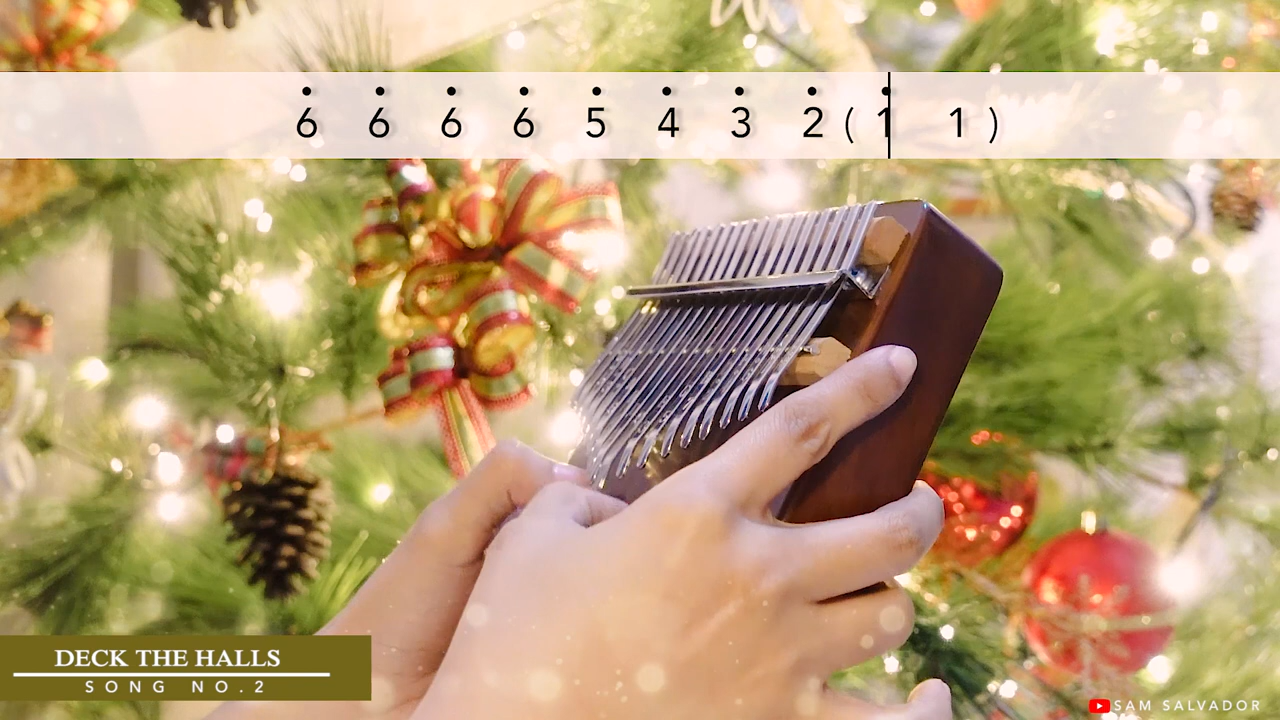 6̇ 6̇ 6̇ 6̇ 5̇ 4̇ 3̇ 2̇ ( 1̇ 1 )
DECK THE HALLS
SONG NO.2
SAM SALVADOR